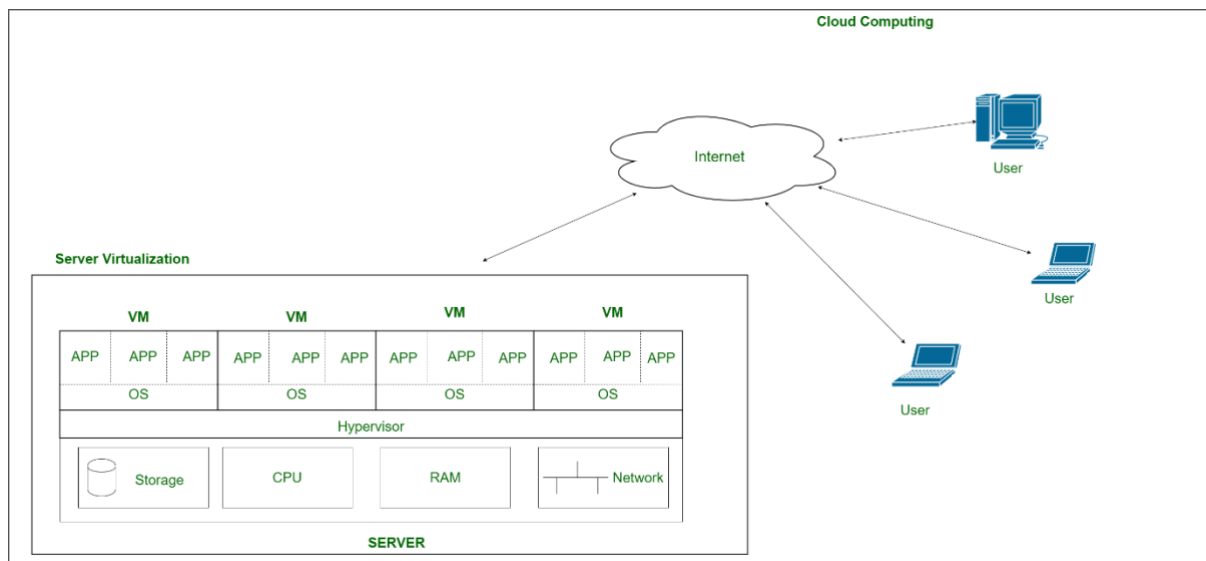 Cloud Computing
Internet
User
User
User
Server Virtualization
VM VM VM VM
APP APP APP APP APP APP APP APP APP APP APP APP
OS OS OS OS
Hypervisor
Storage CPU RAM Network
SERVER